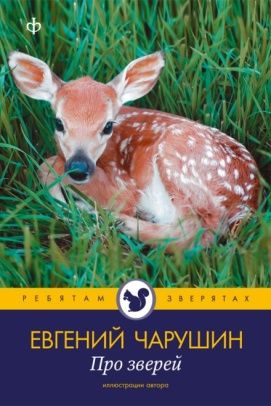 ф
РЕБЯТАМ ЗВЕРЯТАХ
ЕВГЕНИЙ ЧАРУШИН
Про зверей
иллюстрации автора